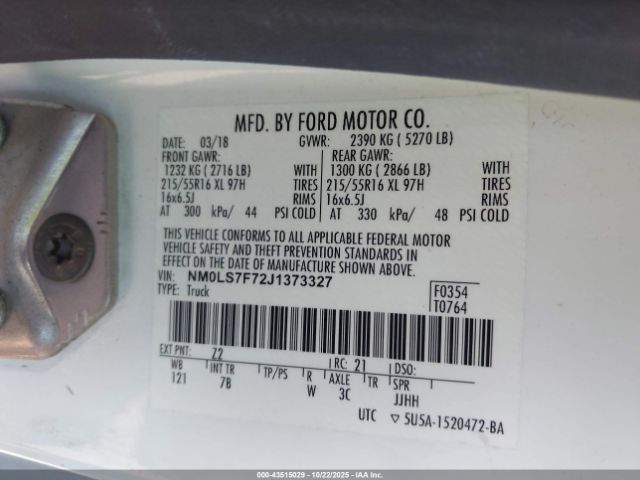 MFD. BY FORD MOTOR CO.
DATE: 03/18 GVWR: 2390 KG ( 5270 LB)
FRONT GAWR: REAR GAWR:
1232 KG ( 2716 LB) WITH 1300 KG ( 2866 LB) WITH
215/55R16 XL 97H TIRES 215/55R16 XL 97H TIRES
16x6.5J RIMS 16x6.5J RIMS
AT 300 kPa/ 44 PSI COLD AT 330 kPa/ 48 PSI COLD
THIS VEHICLE CONFORMS TO ALL APPLICABLE FEDERAL MOTOR
VEHICLE SAFETY AND THEFT PREVENTION STANDARDS IN
EFFECT ON THE DATE OF MANUFACTURE SHOWN ABOVE.
VIN: NM0LS7F72J1373327
TYPE: Truck
F0354
T0764
EXT PNT: Z2 RC: 21 DSO:
WB INT TR TP/PS R AXLE TR SPR
121 7B W 3C JJHH
UTC ▽ 5U5A-1520472-BA
000-43515029 - 10/22/2025 - © IAA Holdings, LLC